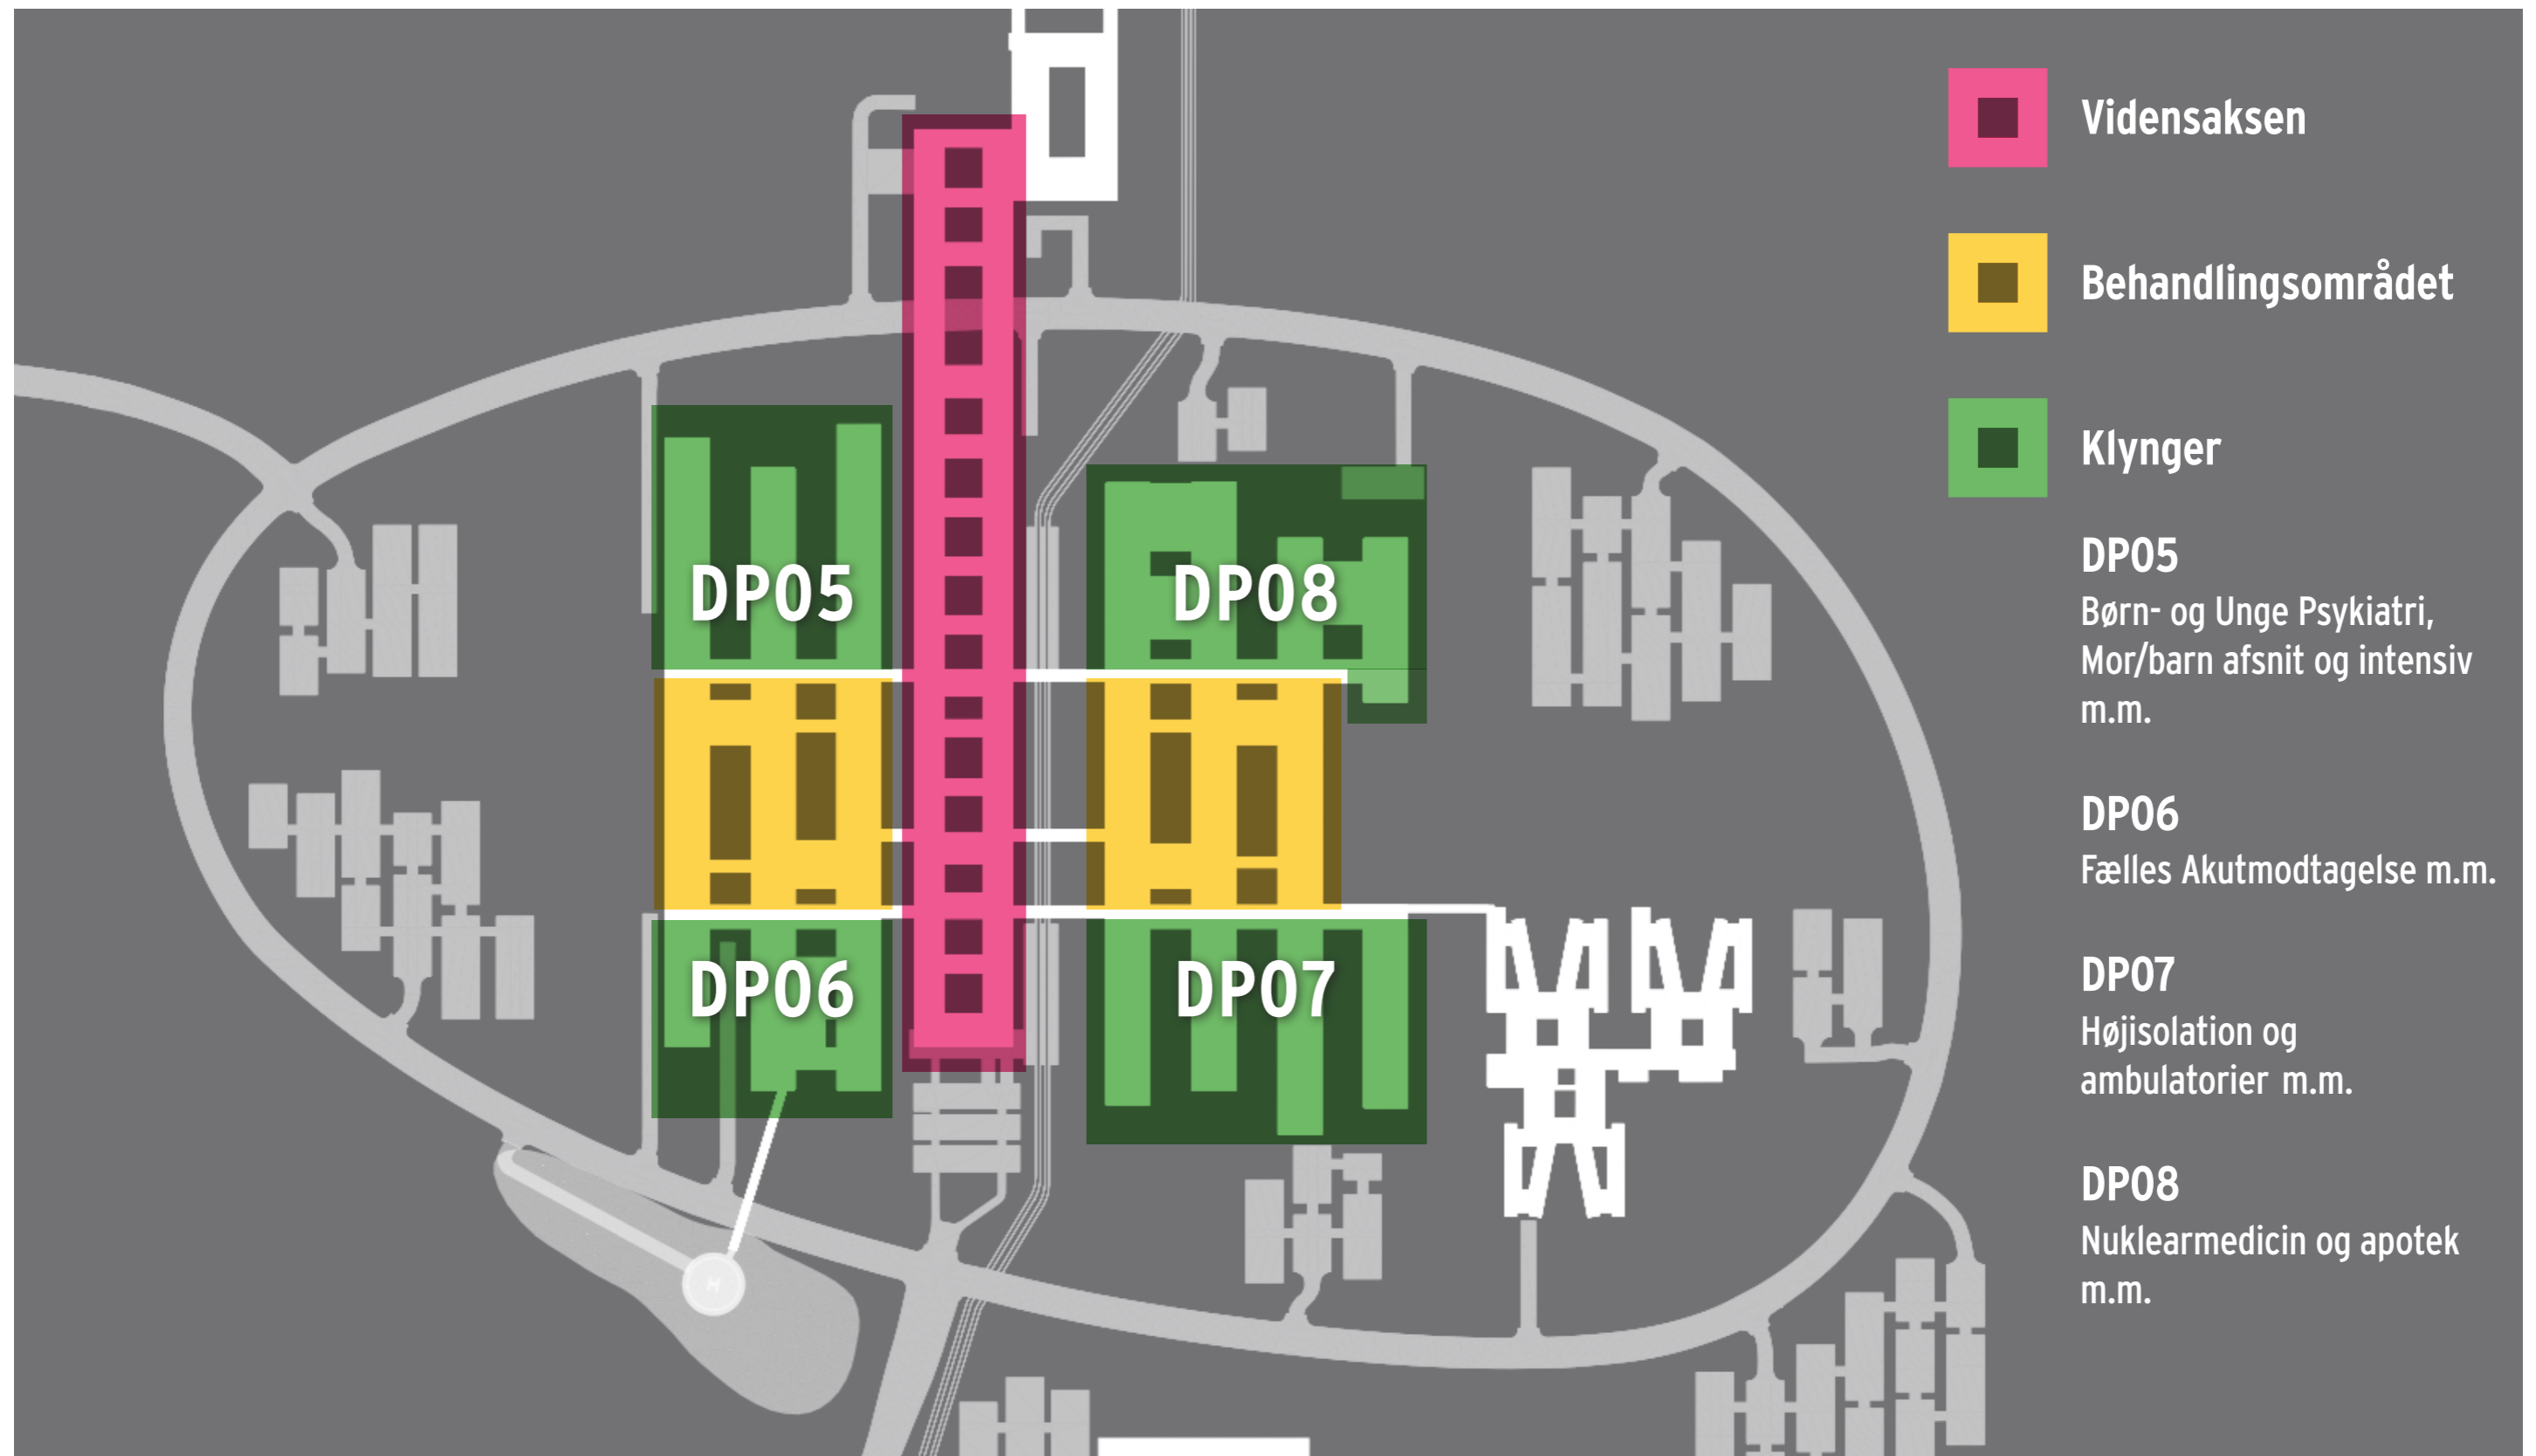 Vidensaksen
Behandlingsområdet
Klynger
DP05
Børn- og Unge Psykiatri,
Mor/barn afsnit og intensiv
m.m.
DP06
Fælles Akutmodtagelse m.m.
DP07
Højisolation og
ambulatorier m.m.
DP08
Nuklearmedicin og apotek
m.m.
DP05
DP08
DP06
DP07
H